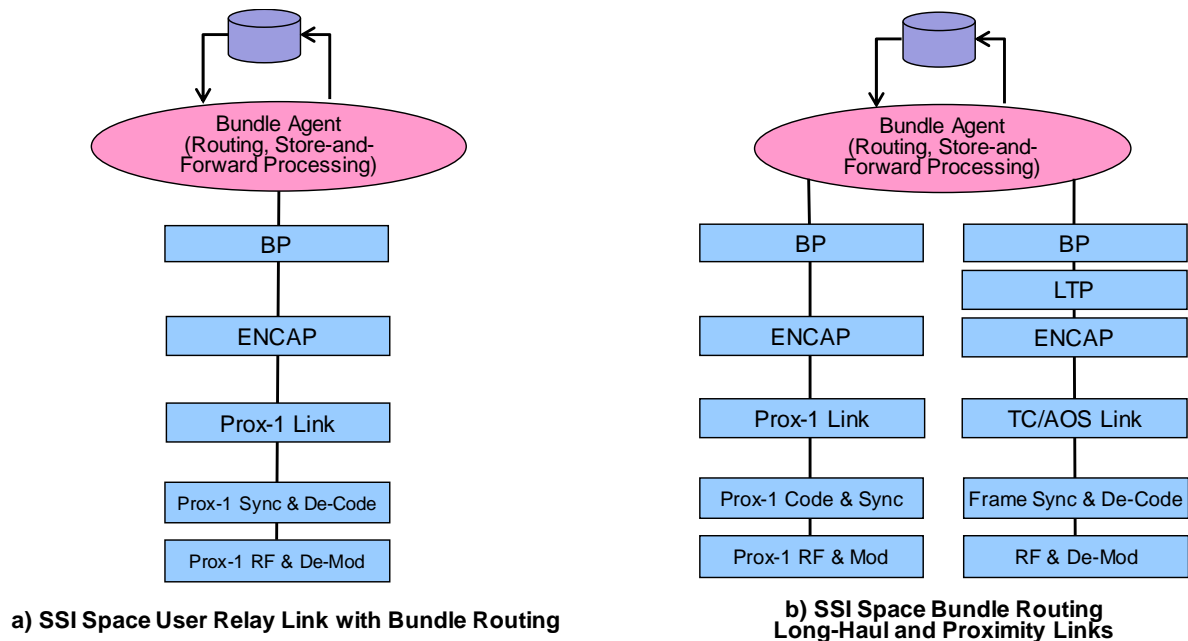 Bundle Agent
(Routing, Store-and-
Forward Processing)
BP
ENCAP
Prox-1 Link
Prox-1 Sync & De-Code
Prox-1 RF & De-Mod
a) SSI Space User Relay Link with Bundle Routing
Bundle Agent
(Routing, Store-and-
Forward Processing)
BP
ENCAP
Prox-1 Link
Prox-1 Code & Sync
Prox-1 RF & Mod
BP
LTP
ENCAP
TC/AOS Link
Frame Sync & De-Code
RF & De-Mod
b) SSI Space Bundle Routing
Long-Haul and Proximity Links